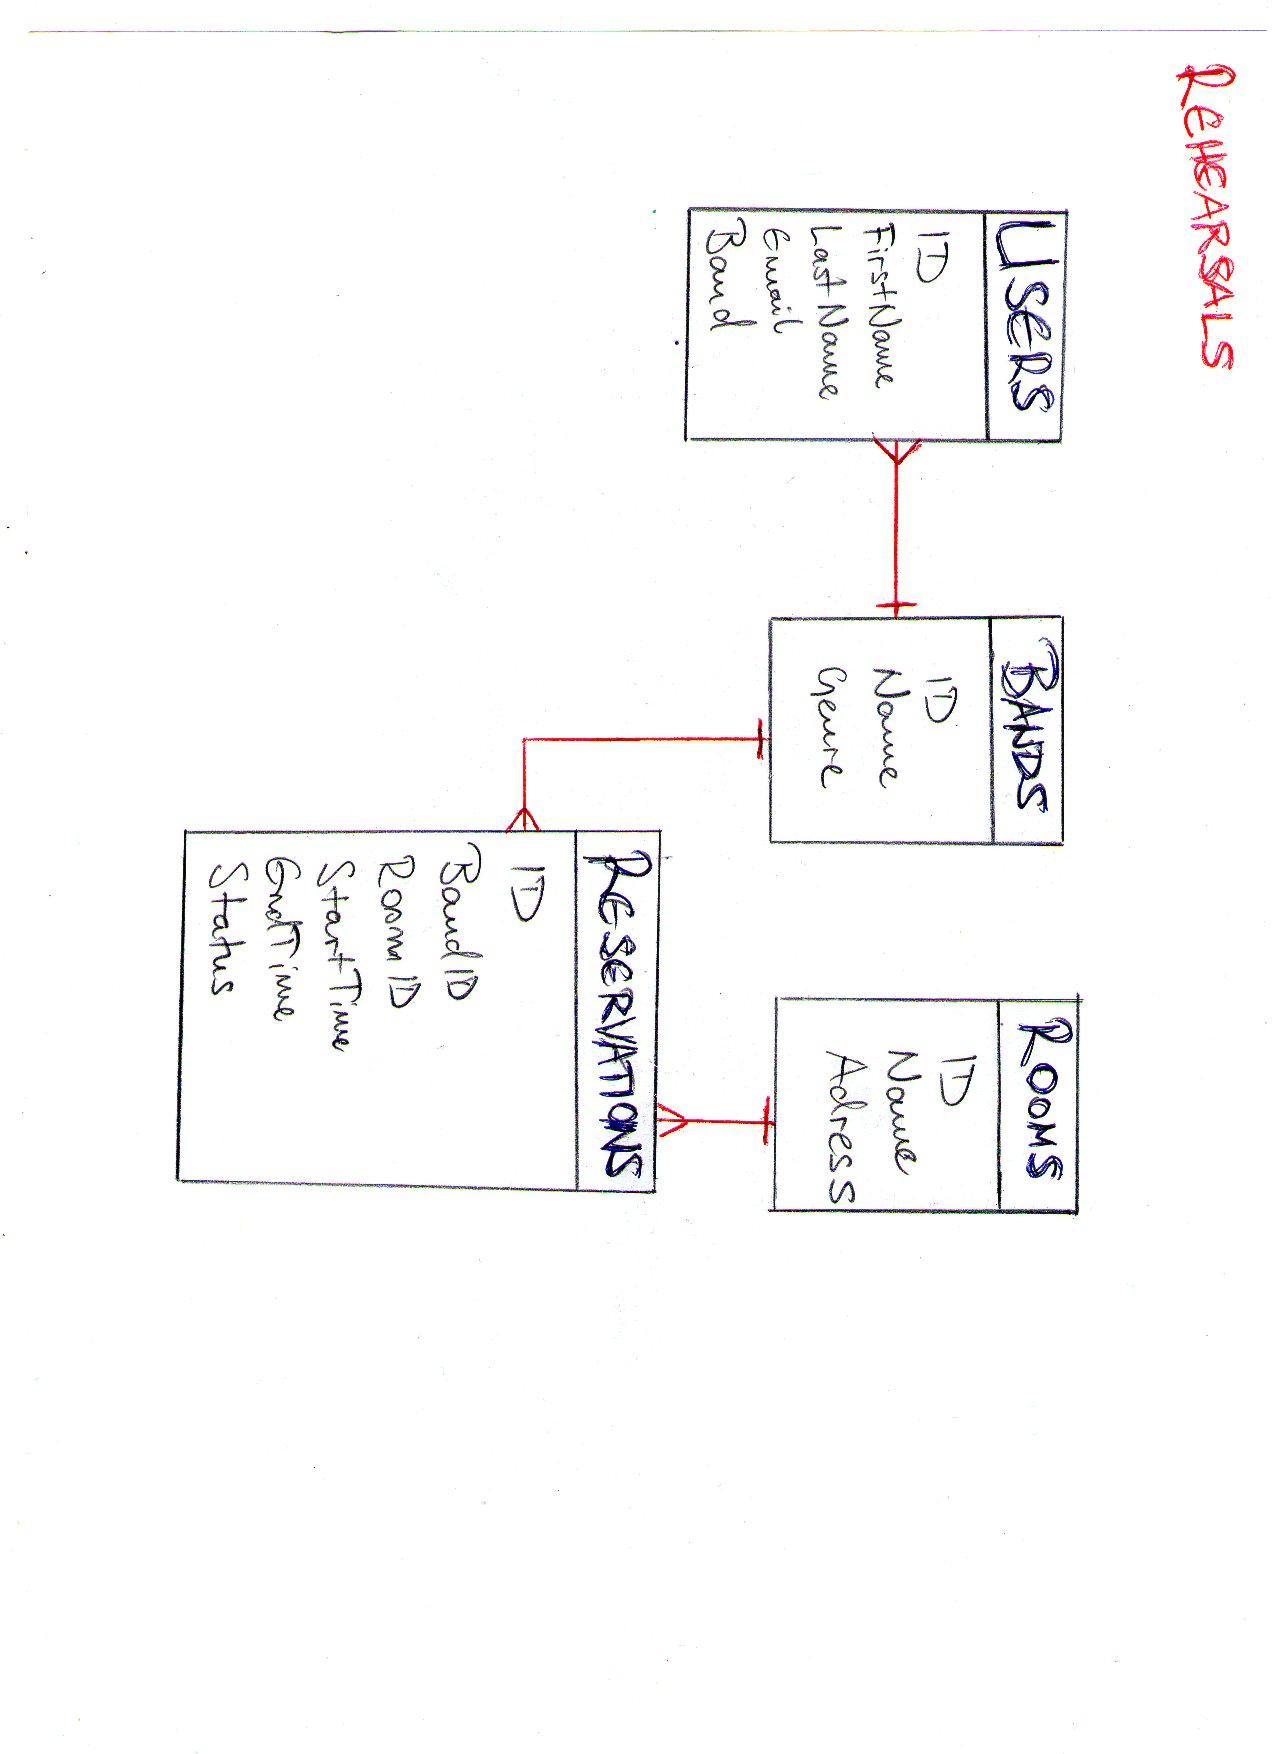 REHEARSALS
USERS
ID
FirstName
LastName
Email
Band
BANDS
ID
Name
Genre
ROOMS
ID
Name
Adress
RESERVATIONS
ID
BandID
RoomID
StartTime
EndTime
Status